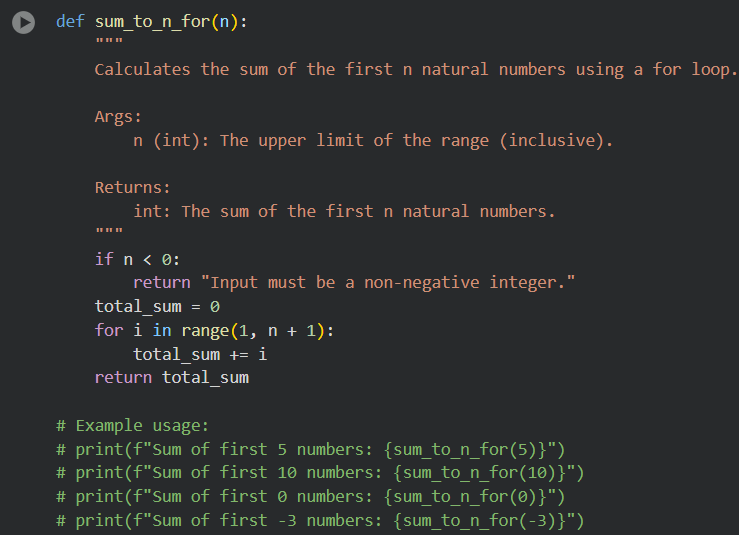 def sum_to_n_for(n):
    """
    Calculates the sum of the first n natural numbers using a for loop.

    Args:
        n (int): The upper limit of the range (inclusive).

    Returns:
        int: The sum of the first n natural numbers.
    """
    if n < 0:
        return "Input must be a non-negative integer."
    total_sum = 0
    for i in range(1, n + 1):
        total_sum += i
    return total_sum

# Example usage:
# print(f"Sum of first 5 numbers: {sum_to_n_for(5)}")
# print(f"Sum of first 10 numbers: {sum_to_n_for(10)}")
# print(f"Sum of first 0 numbers: {sum_to_n_for(0)}")
# print(f"Sum of first -3 numbers: {sum_to_n_for(-3)}")